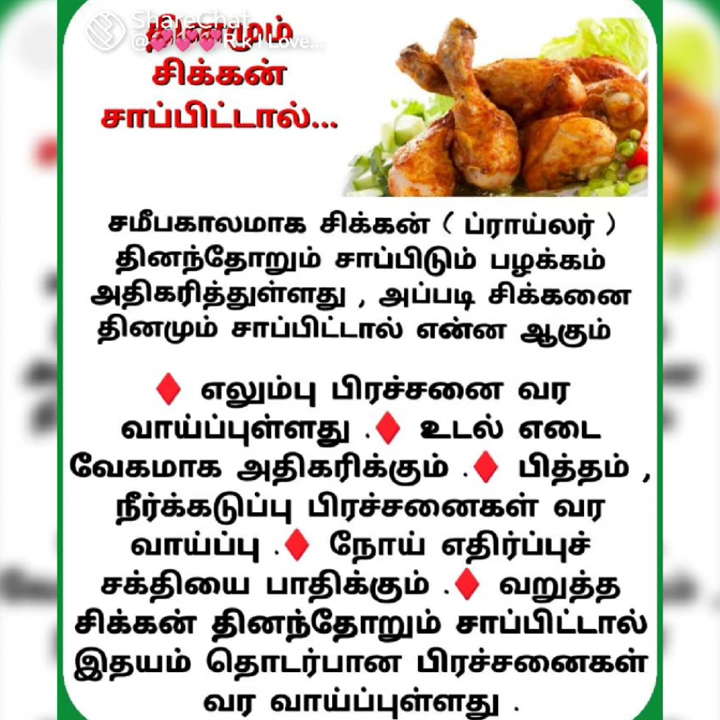 ShareChat
தினமும்
சிக்கன்
சாப்பிட்டால்...
சமீபகாலமாக சிக்கன் ( ப்ராய்லர் )
தினந்தோறும் சாப்பிடும் பழக்கம்
அதிகரித்துள்ளது , அப்படி சிக்கனை
தினமும் சாப்பிட்டால் என்ன ஆகும்
♦ எலும்பு பிரச்சனை வர
வாய்ப்புள்ளது .♦ உடல் எடை
வேகமாக அதிகரிக்கும் .♦ பித்தம் ,
நீர்க்கடுப்பு பிரச்சனைகள் வர
வாய்ப்பு .♦ நோய் எதிர்ப்புச்
சக்தியை பாதிக்கும் .♦ வறுத்த
சிக்கன் தினந்தோறும் சாப்பிட்டால்
இதயம் தொடர்பான பிரச்சனைகள்
வர வாய்ப்புள்ளது .